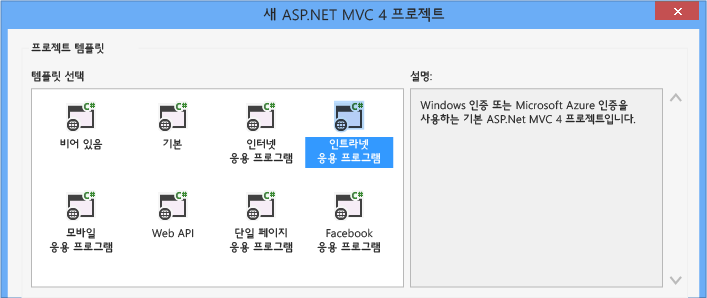 새 ASP.NET MVC 4 프로젝트
프로젝트 템플릿
템플릿 선택
설명:
C#
C#
C#
C#
비어 있음
기본
인터넷
응용 프로그램
인트라넷
응용 프로그램
Windows 인증 또는 Microsoft Azure 인증을
사용하는 기본 ASP.Net MVC 4 프로젝트입니다.
C#
C#
C#
C#
모바일
응용 프로그램
Web API
단일 페이지
응용 프로그램
Facebook
응용 프로그램